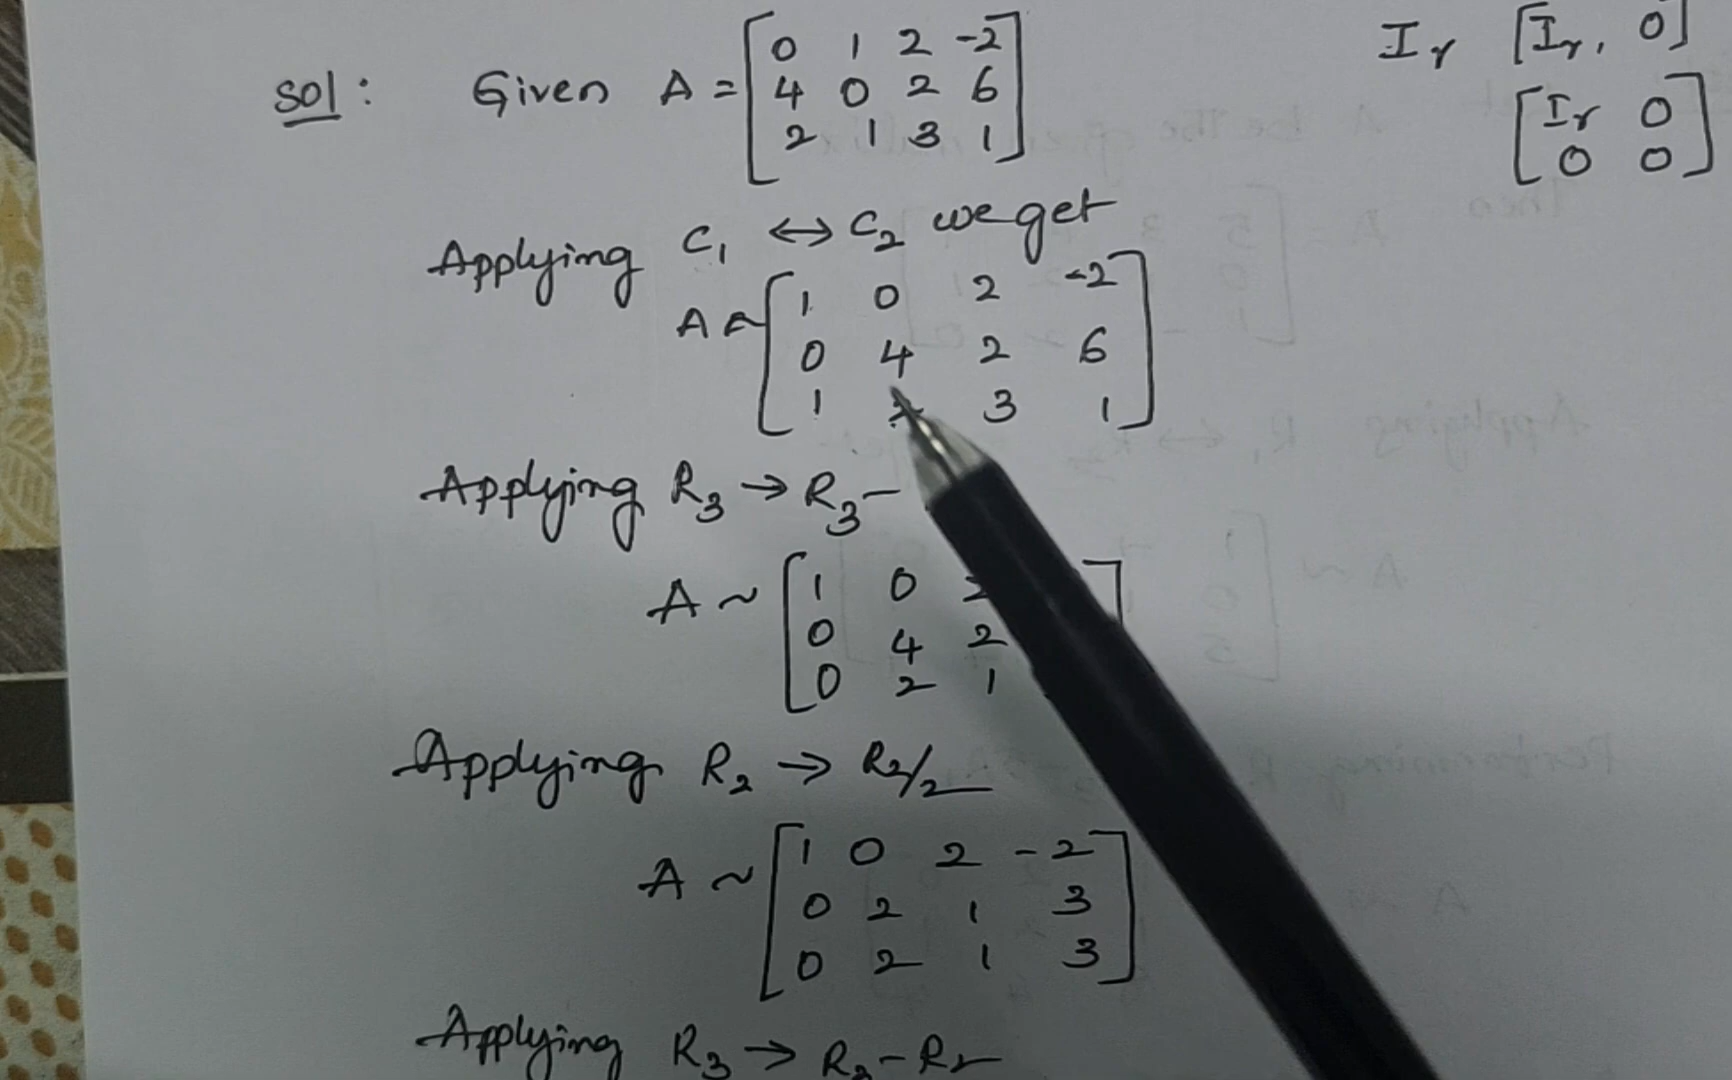 Sol : Given A = [0 1 2 -2]
[4 0 2 6]
[2 1 3 1]
Ir [Ir, 0]
[Ir 0]
[0 0]
Applying C1 ↔ C2 we get
A ~ [1 0 2 -2]
[0 4 2 6]
[1 2 3 1]
Applying R3 → R3 -
A ~ [1 0 2
[0 4 2
[0 2 1
Applying R2 → R2/2
A ~ [1 0 2 -2]
[0 2 1 3]
[0 2 1 3]
Applying R3 → R3 - R2